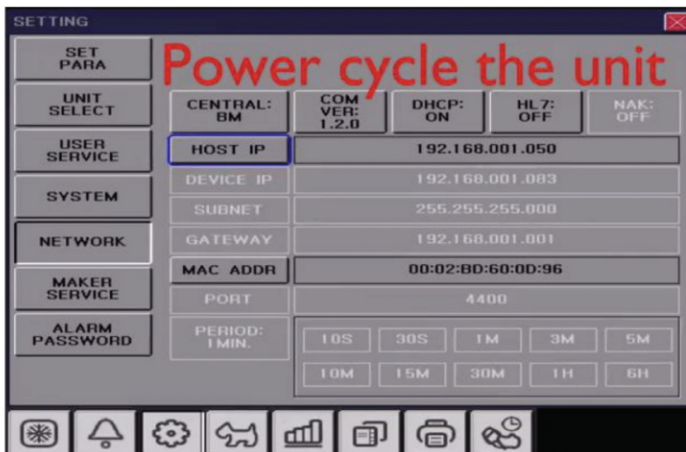 SETTING
SET
PARA
Power cycle the unit
UNIT
SELECT
CENTRAL:
BM
COM
VER:
1.2.0
DHCP:
ON
HL7:
OFF
NAK:
OFF
USER
SERVICE
HOST IP
192.168.001.050
DEVICE IP
192.168.001.083
SYSTEM
SUBNET
255.255.255.000
NETWORK
GATEWAY
192.168.001.001
MAKER
SERVICE
MAC ADDR
00:02:BD:60:0D:96
PORT
4400
ALARM
PASSWORD
PERIOD:
1MIN.
10S
30S
1M
3M
5M
10M
15M
30M
1H
6H